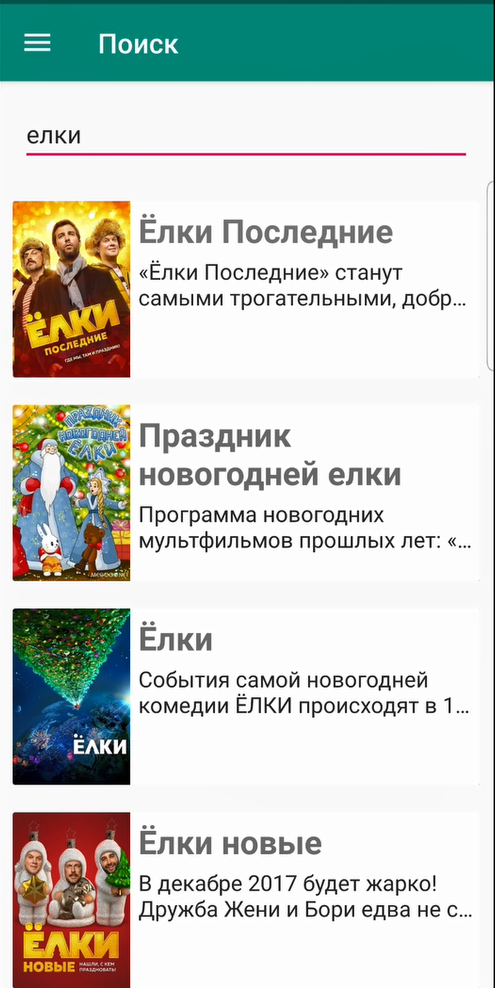 Поиск
елки
Ёлки Последние
«Ёлки Последние» станут
самыми трогательными, добр...
ЁЛКИ
ПОСЛЕДНИЕ
ГДЕ МЫ, ТАМ И ПРАЗДНИК!
Праздник
новогодней елки
Программа новогодних
мультфильмов прошлых лет: «...
ПРАЗДНИК
НОВОГОДНЕЙ
ЕЛКИ
Ёлки
События самой новогодней
комедии ЁЛКИ происходят в 1...
ЁЛКИ
Ёлки новые
В декабре 2017 будет жарко!
Дружба Жени и Бори едва не с...
ЁЛКИ
НОВЫЕ
НАШЛИ, С КЕМ
ПРАЗДНОВАТЬ!